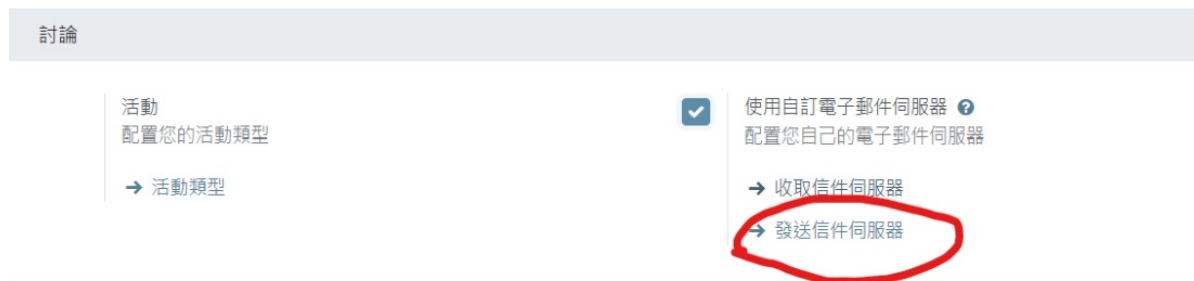 討論
活動
配置您的活動類型
→ 活動類型
使用自訂電子郵件伺服器
配置您自己的電子郵件伺服器
→ 收取信件伺服器
→ 發送信件伺服器